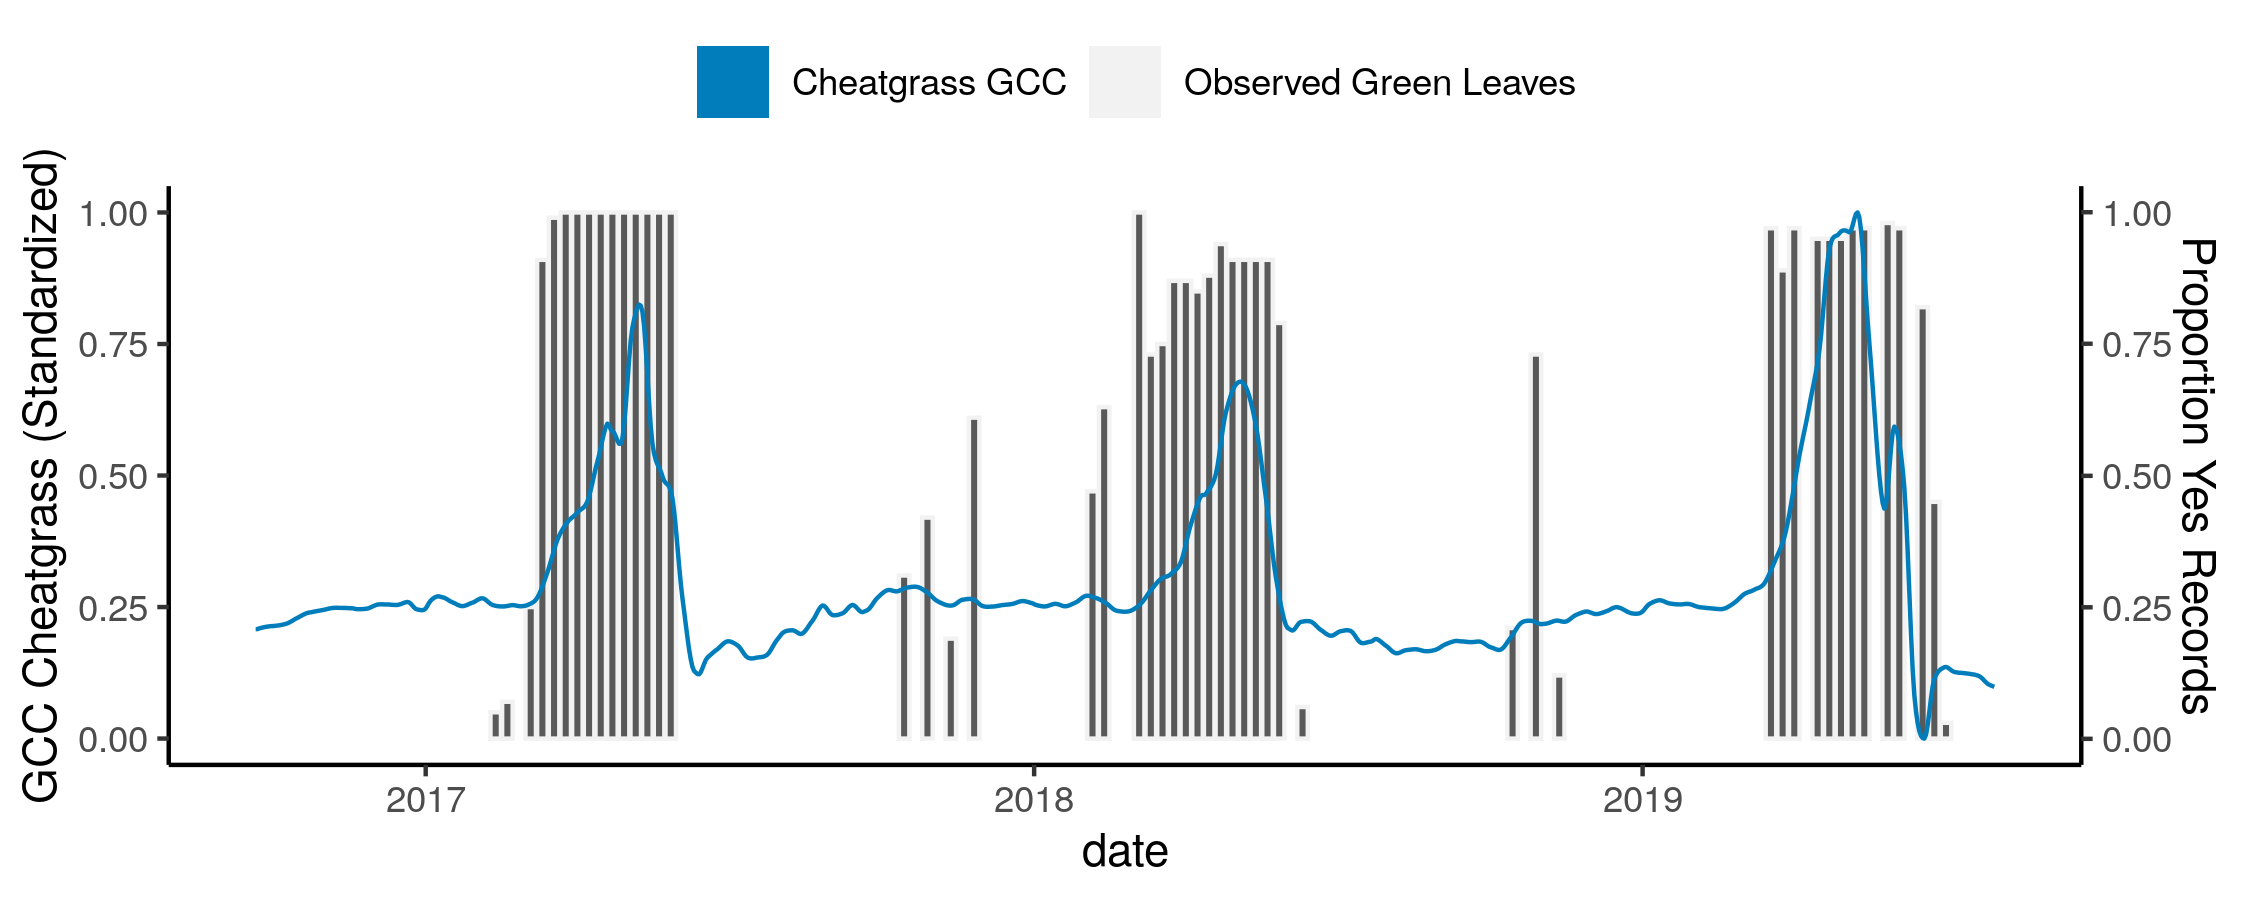 Cheatgrass GCC
Observed Green Leaves
GCC Cheatgrass (Standardized)
1.00
0.75
0.50
0.25
0.00
1.00
0.75
0.50
0.25
0.00
Proportion Yes Records
2017
2018
2019
date